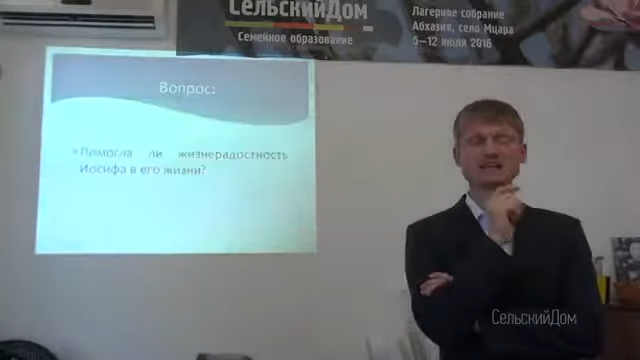 СельскийДом
Семейное образование
Лагерное собрание
Абхазия, село Мцара
5—12 июля 2016
Вопрос:
Помогла ли жизнерадостность
Иосифа в его жизни?
СельскийДом